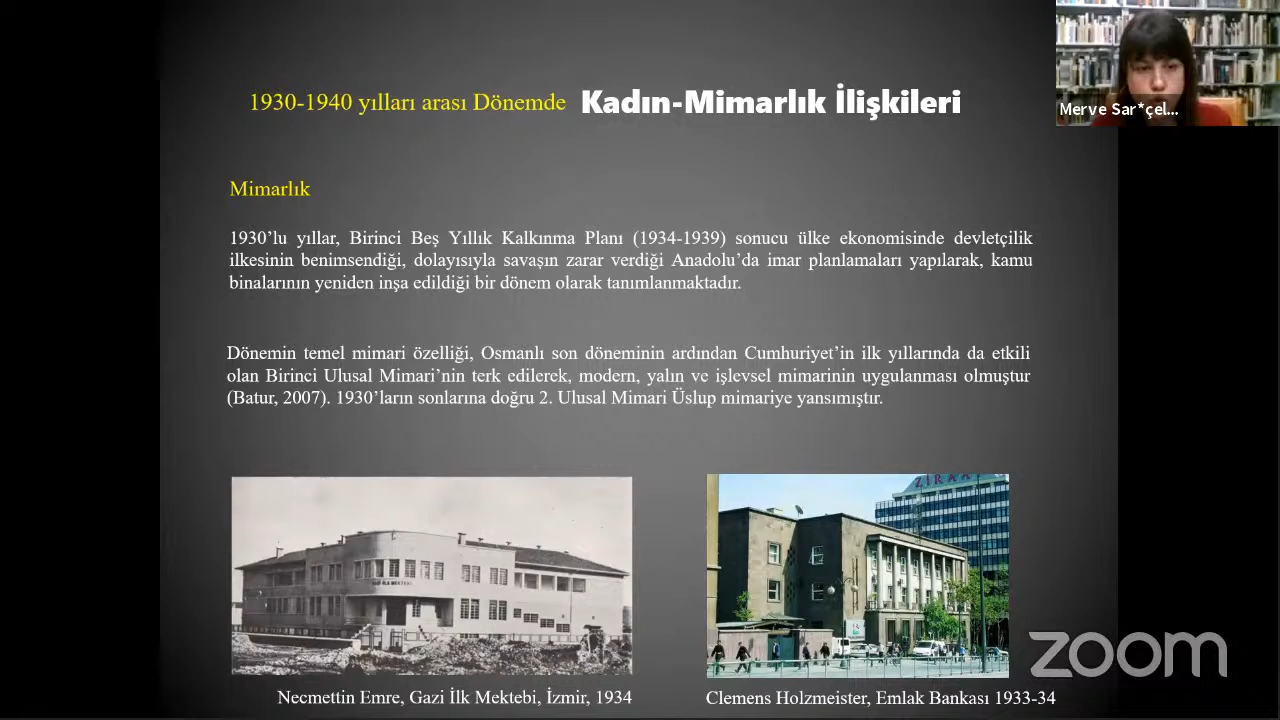 1930-1940 yılları arası Dönemde Kadın-Mimarlık İlişkileri
Merve Sar*çel...
Mimarlık
1930’lu yıllar, Birinci Beş Yıllık Kalkınma Planı (1934-1939) sonucu ülke ekonomisinde devletçilik
ilkesinin benimsendiği, dolayısıyla savaşın zarar verdiği Anadolu’da imar planlamaları yapılarak, kamu
binalarının yeniden inşa edildiği bir dönem olarak tanımlanmaktadır.
Dönemin temel mimari özelliği, Osmanlı son döneminin ardından Cumhuriyet’in ilk yıllarında da etkili
olan Birinci Ulusal Mimari’nin terk edilerek, modern, yalın ve işlevsel mimarinin uygulanması olmuştur
(Batur, 2007). 1930’ların sonlarına doğru 2. Ulusal Mimari Üslup mimariye yansımıştır.
zoom
Necmettin Emre, Gazi İlk Mektebi, İzmir, 1934
Clemens Holzmeister, Emlak Bankası 1933-34